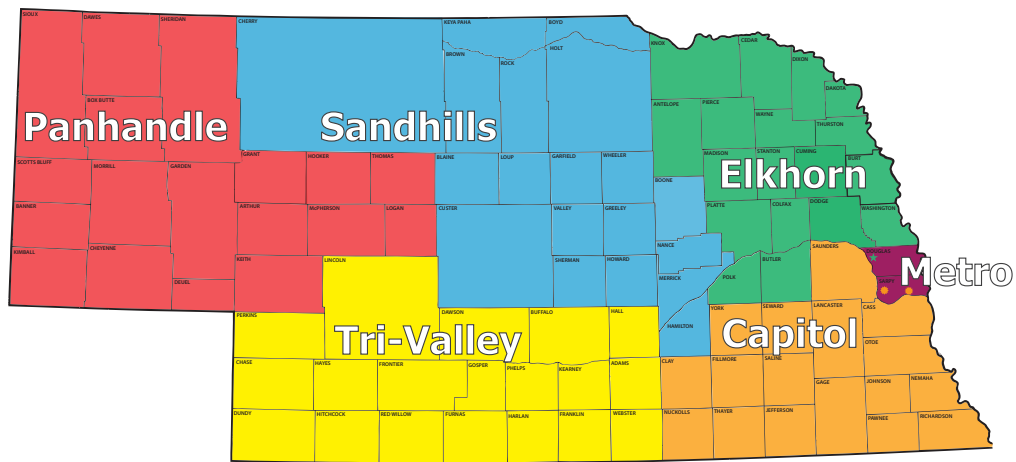 SIOUX
DAWES
SHERIDAN
CHERRY
KEYA PAHA
BOYD
KNOX
CEDAR
DIXON
DAKOTA
BROWN
ROCK
HOLT
BOX BUTTE
ANTELOPE
PIERCE
WAYNE
THURSTON
Panhandle
Sandhills
Elkhorn
SCOTTS BLUFF
MORRILL
GARDEN
GRANT
HOOKER
THOMAS
BLAINE
LOUP
GARFIELD
WHEELER
MADISON
STANTON
CUMING
BURT
BOONE
BANNER
ARTHUR
McPHERSON
LOGAN
CUSTER
VALLEY
GREELEY
PLATTE
COLFAX
DODGE
WASHINGTON
NANCE
KIMBALL
CHEYENNE
KEITH
LINCOLN
SHERMAN
HOWARD
MERRICK
POLK
BUTLER
SAUNDERS
DOUGLAS
Metro
SARPY
DEUEL
PERKINS
DAWSON
BUFFALO
HALL
HAMILTON
YORK
SEWARD
LANCASTER
CASS
Tri-Valley
Capitol
OTOE
CHASE
HAYES
FRONTIER
GOSPER
PHELPS
KEARNEY
ADAMS
CLAY
FILLMORE
SALINE
GAGE
JOHNSON
NEMAHA
DUNDY
HITCHCOCK
RED WILLOW
FURNAS
HARLAN
FRANKLIN
WEBSTER
NUCKOLLS
THAYER
JEFFERSON
PAWNEE
RICHARDSON